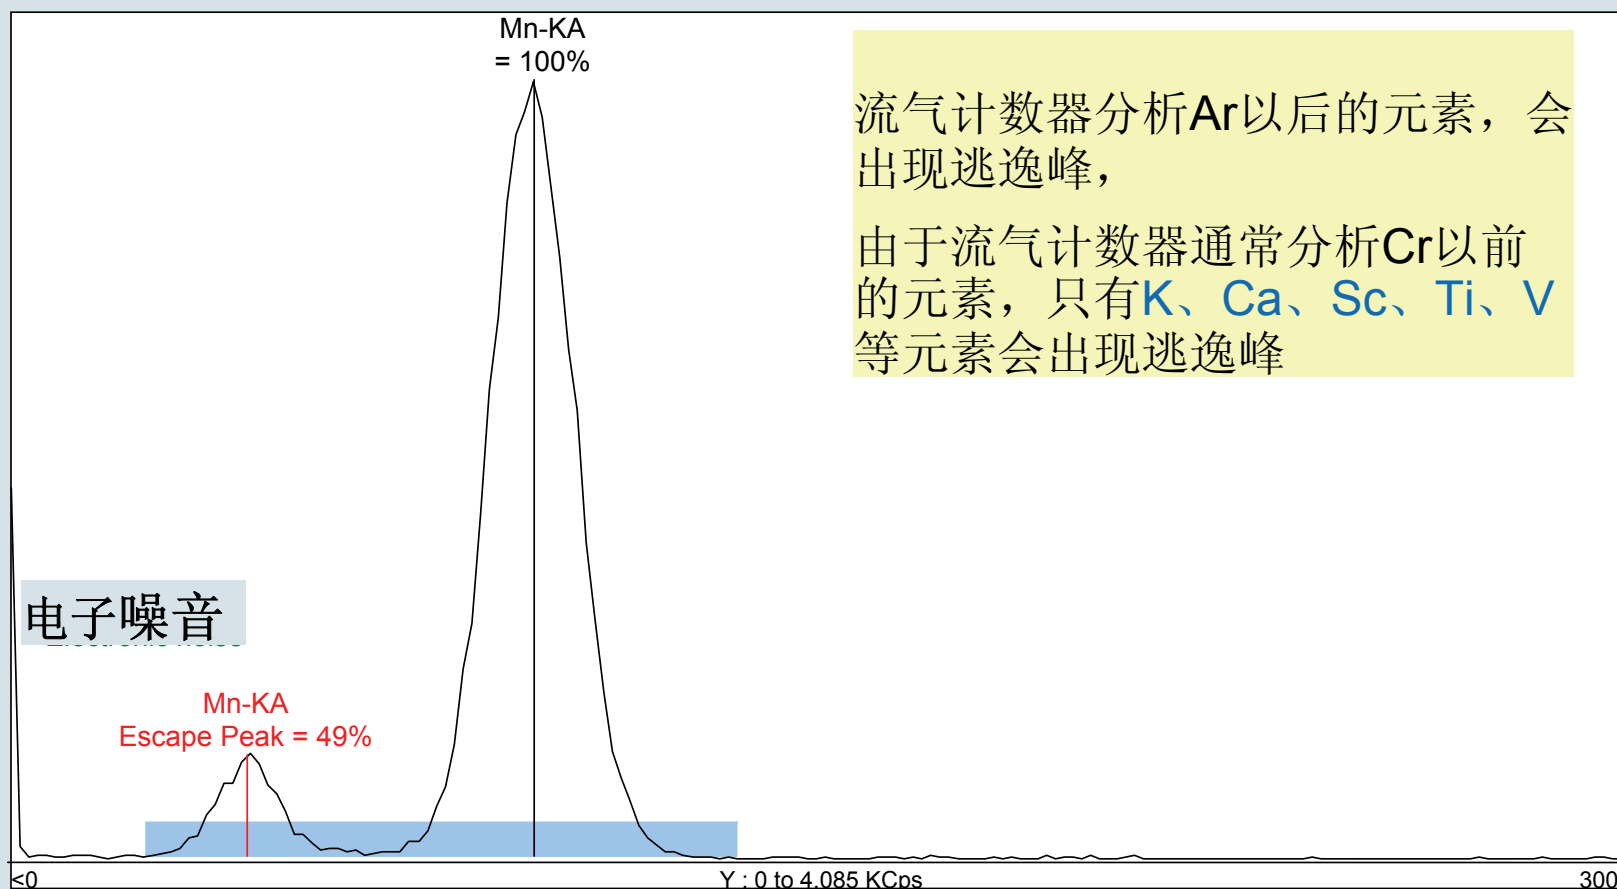 Mn-KA
= 100%
流气计数器分析Ar以后的元素，会
出现逃逸峰，
由于流气计数器通常分析Cr以前
的元素，只有K、Ca、Sc、Ti、V
等元素会出现逃逸峰
电子噪音
Mn-KA
Escape Peak = 49%
<0
Y : 0 to 4.085 KCps
300